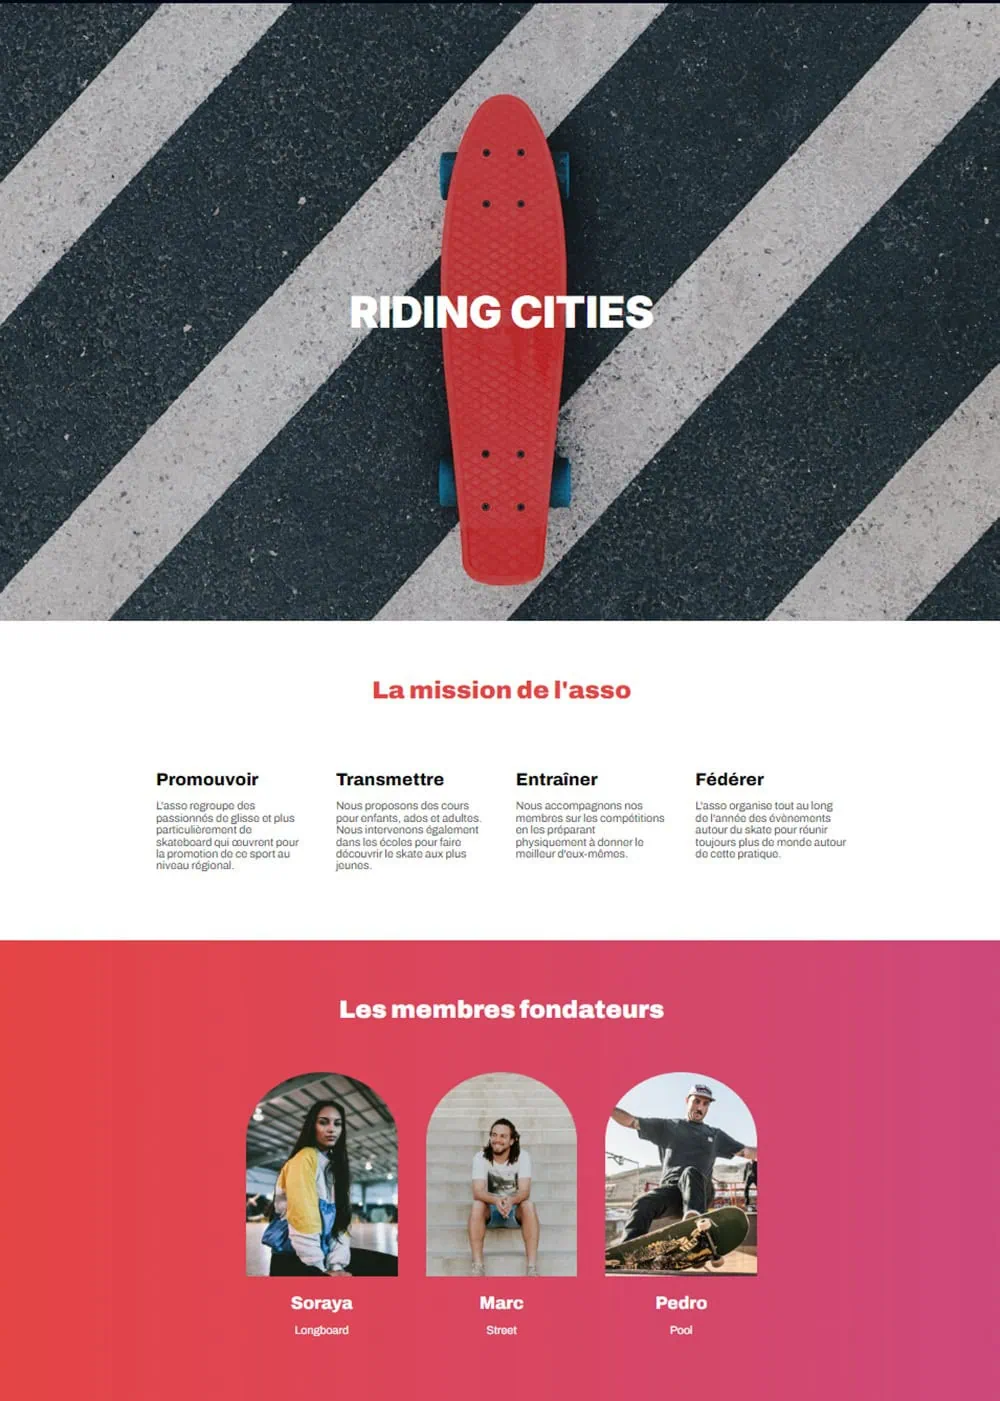 RIDING CITIES
La mission de l'asso
Promouvoir
L'asso regroupe des
passionnés de glisse et plus
particulièrement de
skateboard qui œuvrent pour
la promotion de ce sport au
niveau régional.
Transmettre
Nous proposons des cours
pour enfants, ados et adultes.
Nous intervenons également
dans les écoles pour faire
découvrir le skate aux plus
jeunes.
Entraîner
Nous accompagnons nos
membres sur les compétitions
en les préparant
physiquement à donner le
meilleur d'eux-mêmes.
Fédérer
L'asso organise tout au long
de l'année des évènements
autour du skate pour réunir
toujours plus de monde autour
de cette pratique.
Les membres fondateurs
Soraya
Longboard
Marc
Street
Pedro
Pool